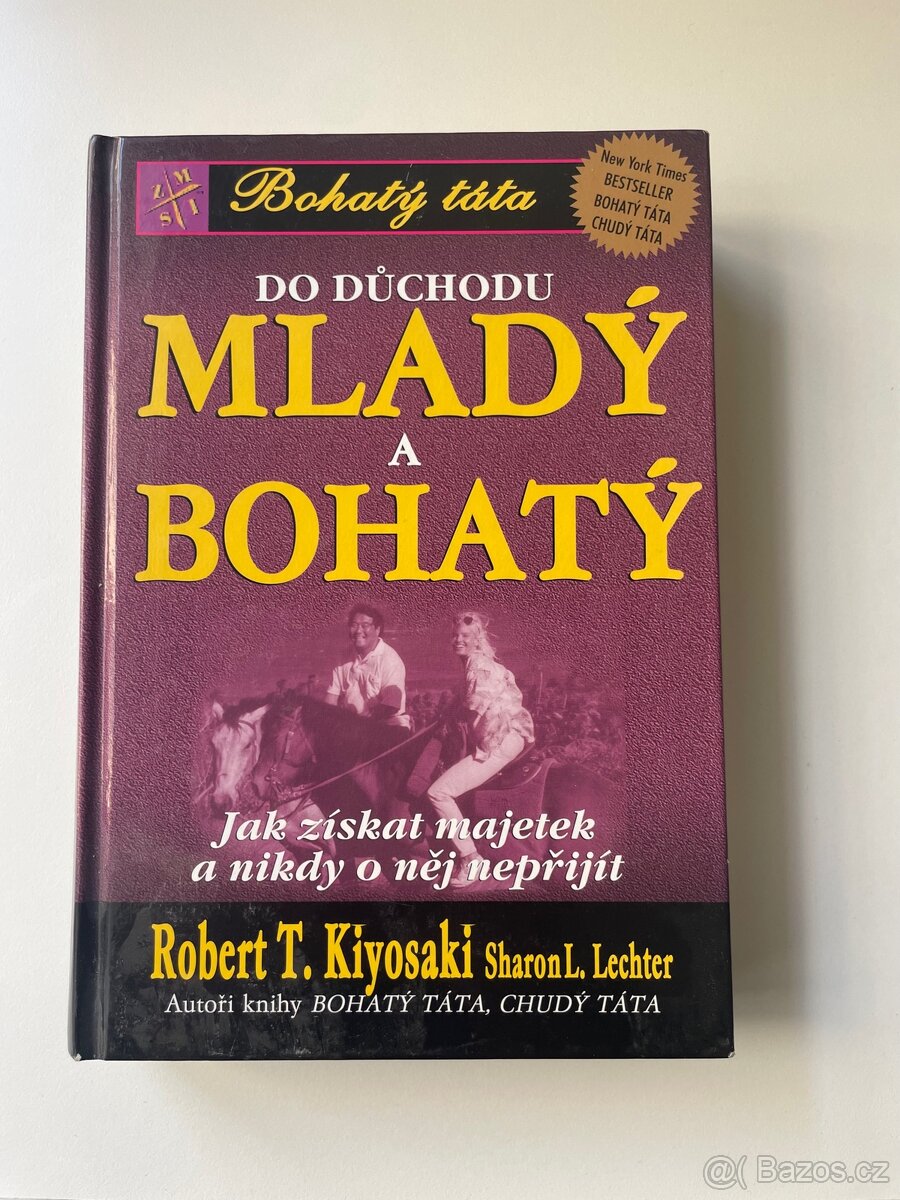 Z M
S I
Bohatý táta
New York Times
BESTSELLER
BOHATÝ TÁTA
CHUDÝ TÁTA
DO DŮCHODU
MLADÝ
A
BOHATÝ
Jak získat majetek
a nikdy o něj nepřijít
Robert T. Kiyosaki Sharon L. Lechter
Autoři knihy BOHATÝ TÁTA, CHUDÝ TÁTA
@( Bazos.cz